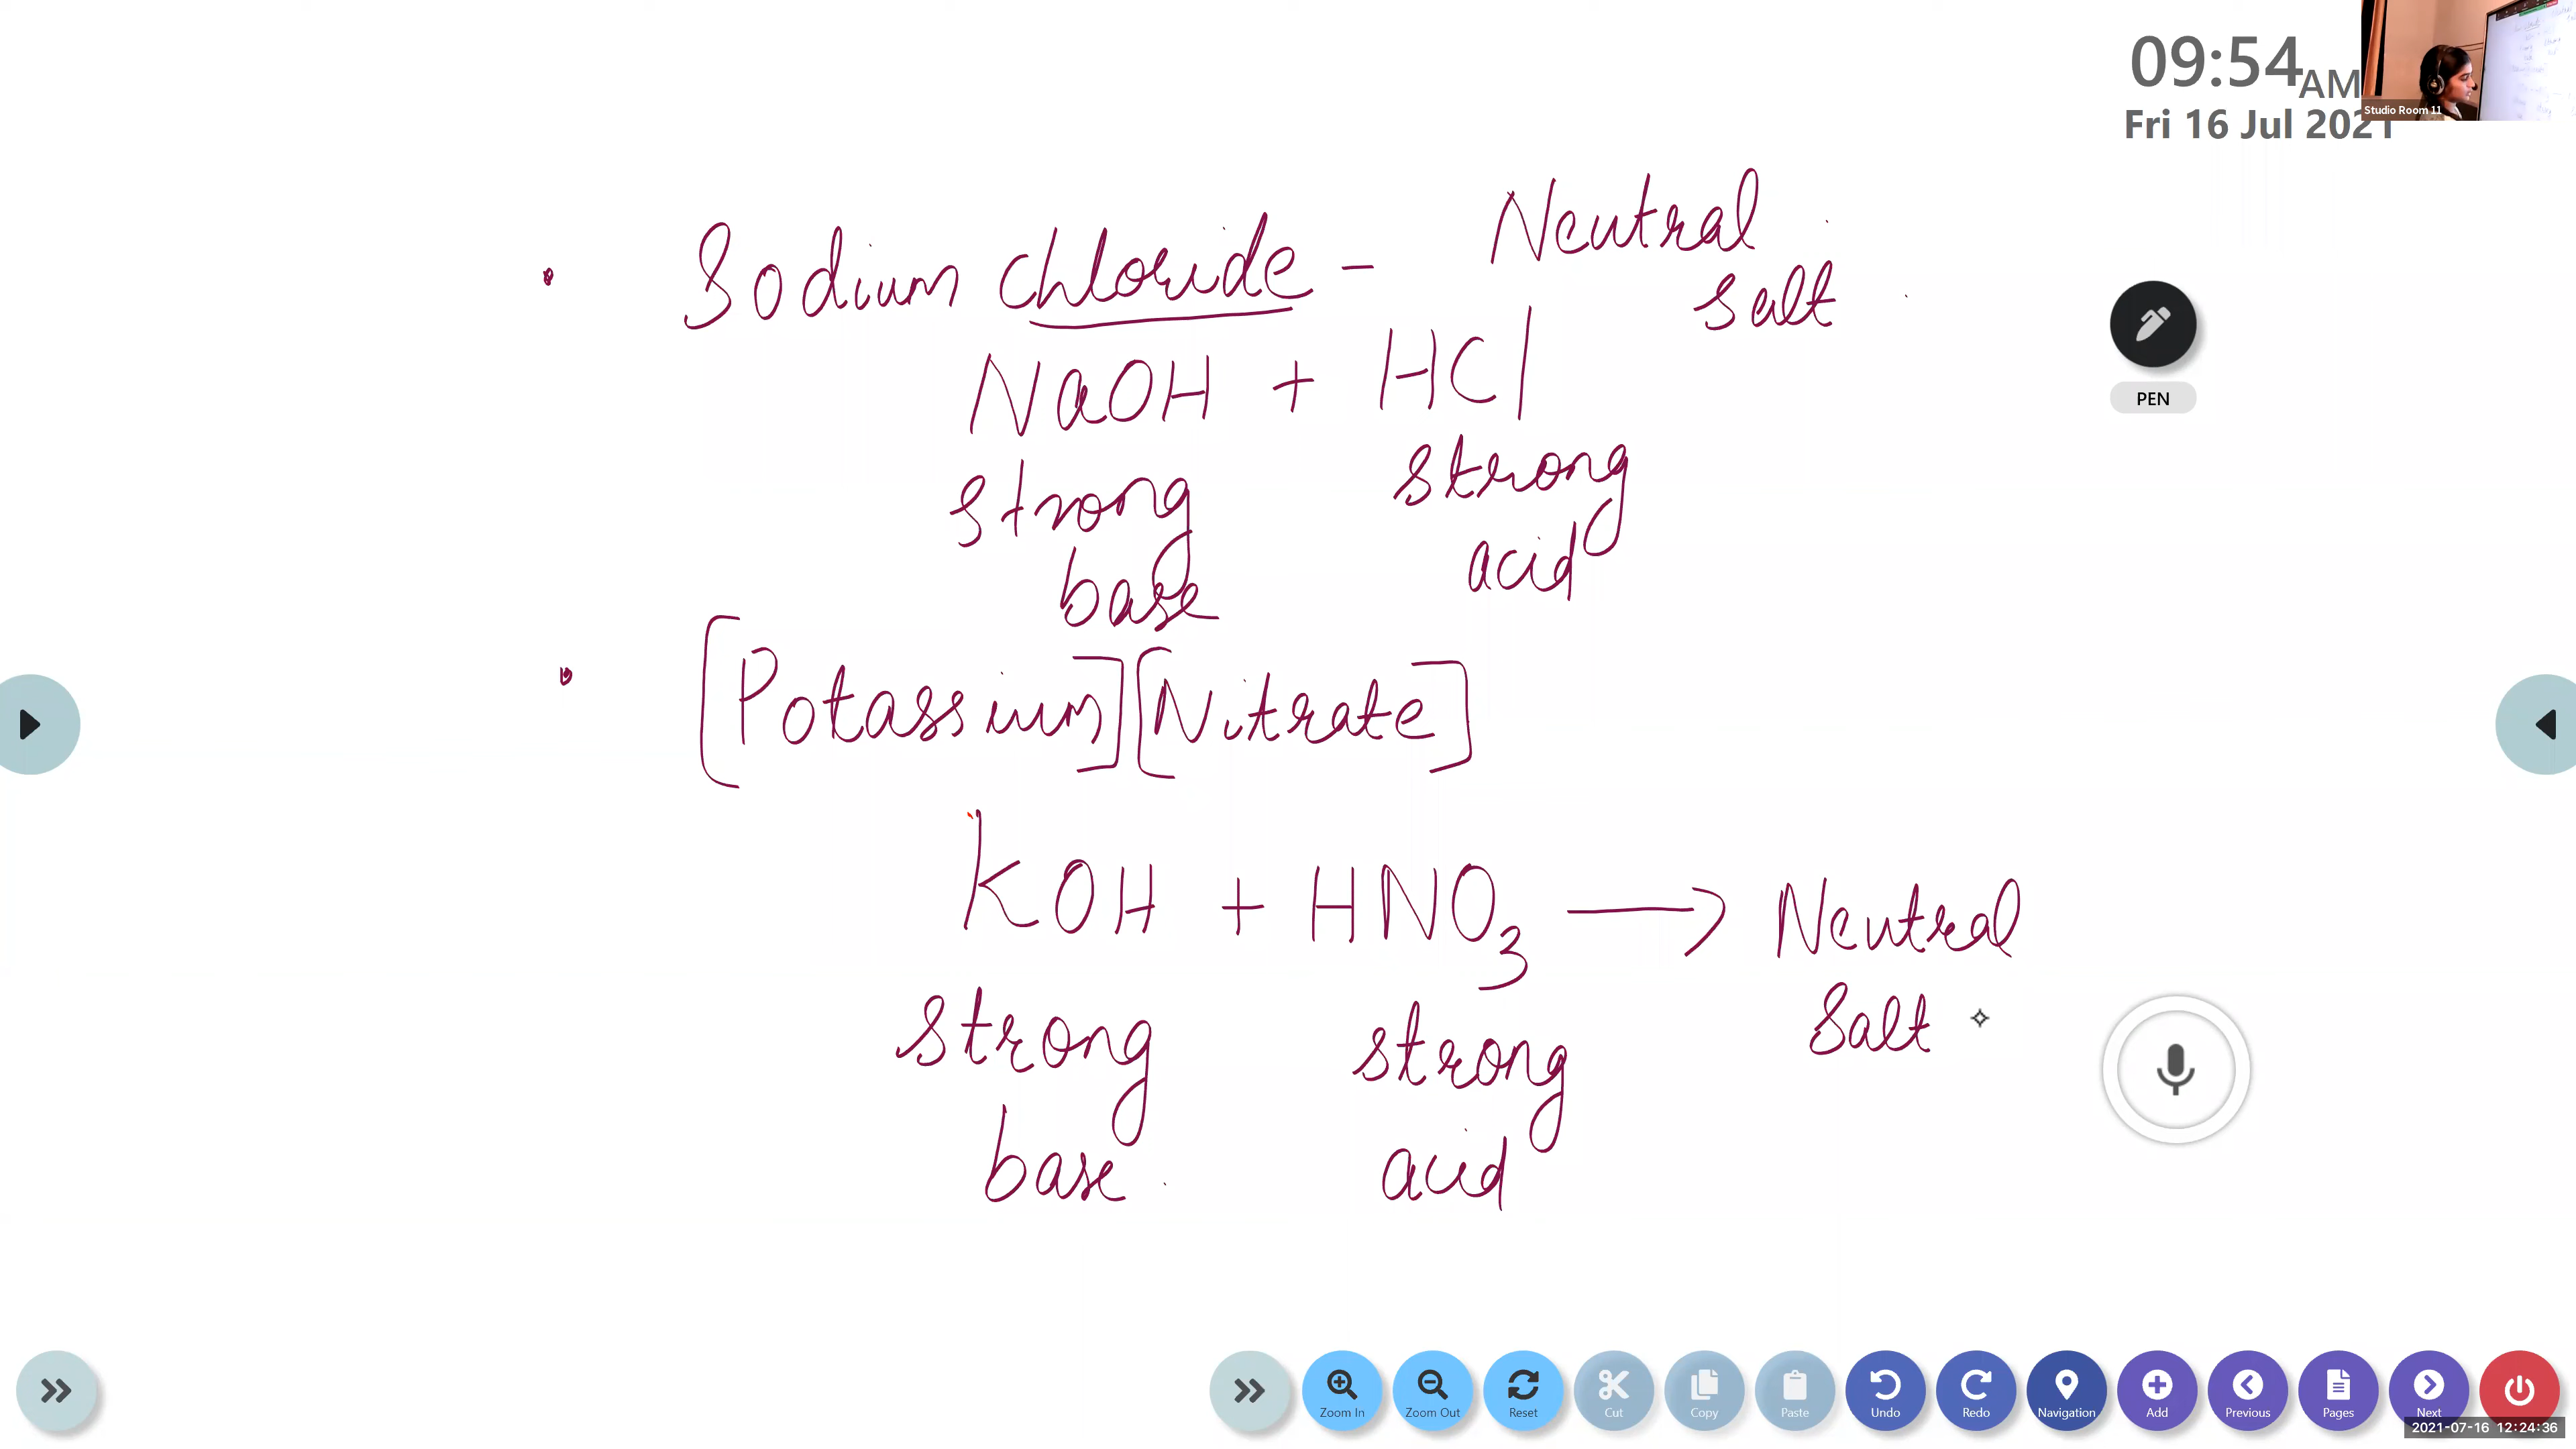 09:54 AM
Fri 16 Jul 2021
Studio Room 11
• Sodium chloride - Neutral
salt
NaOH + HCl
strong strong
base acid
PEN
• [Potassium][Nitrate]
KOH + HNO₃ → Neutral
Salt
strong strong
base. acid
Zoom In Zoom Out Reset Cut Copy Paste Undo Redo Navigation Add Previous Pages Next
2021-07-16 12:24:36